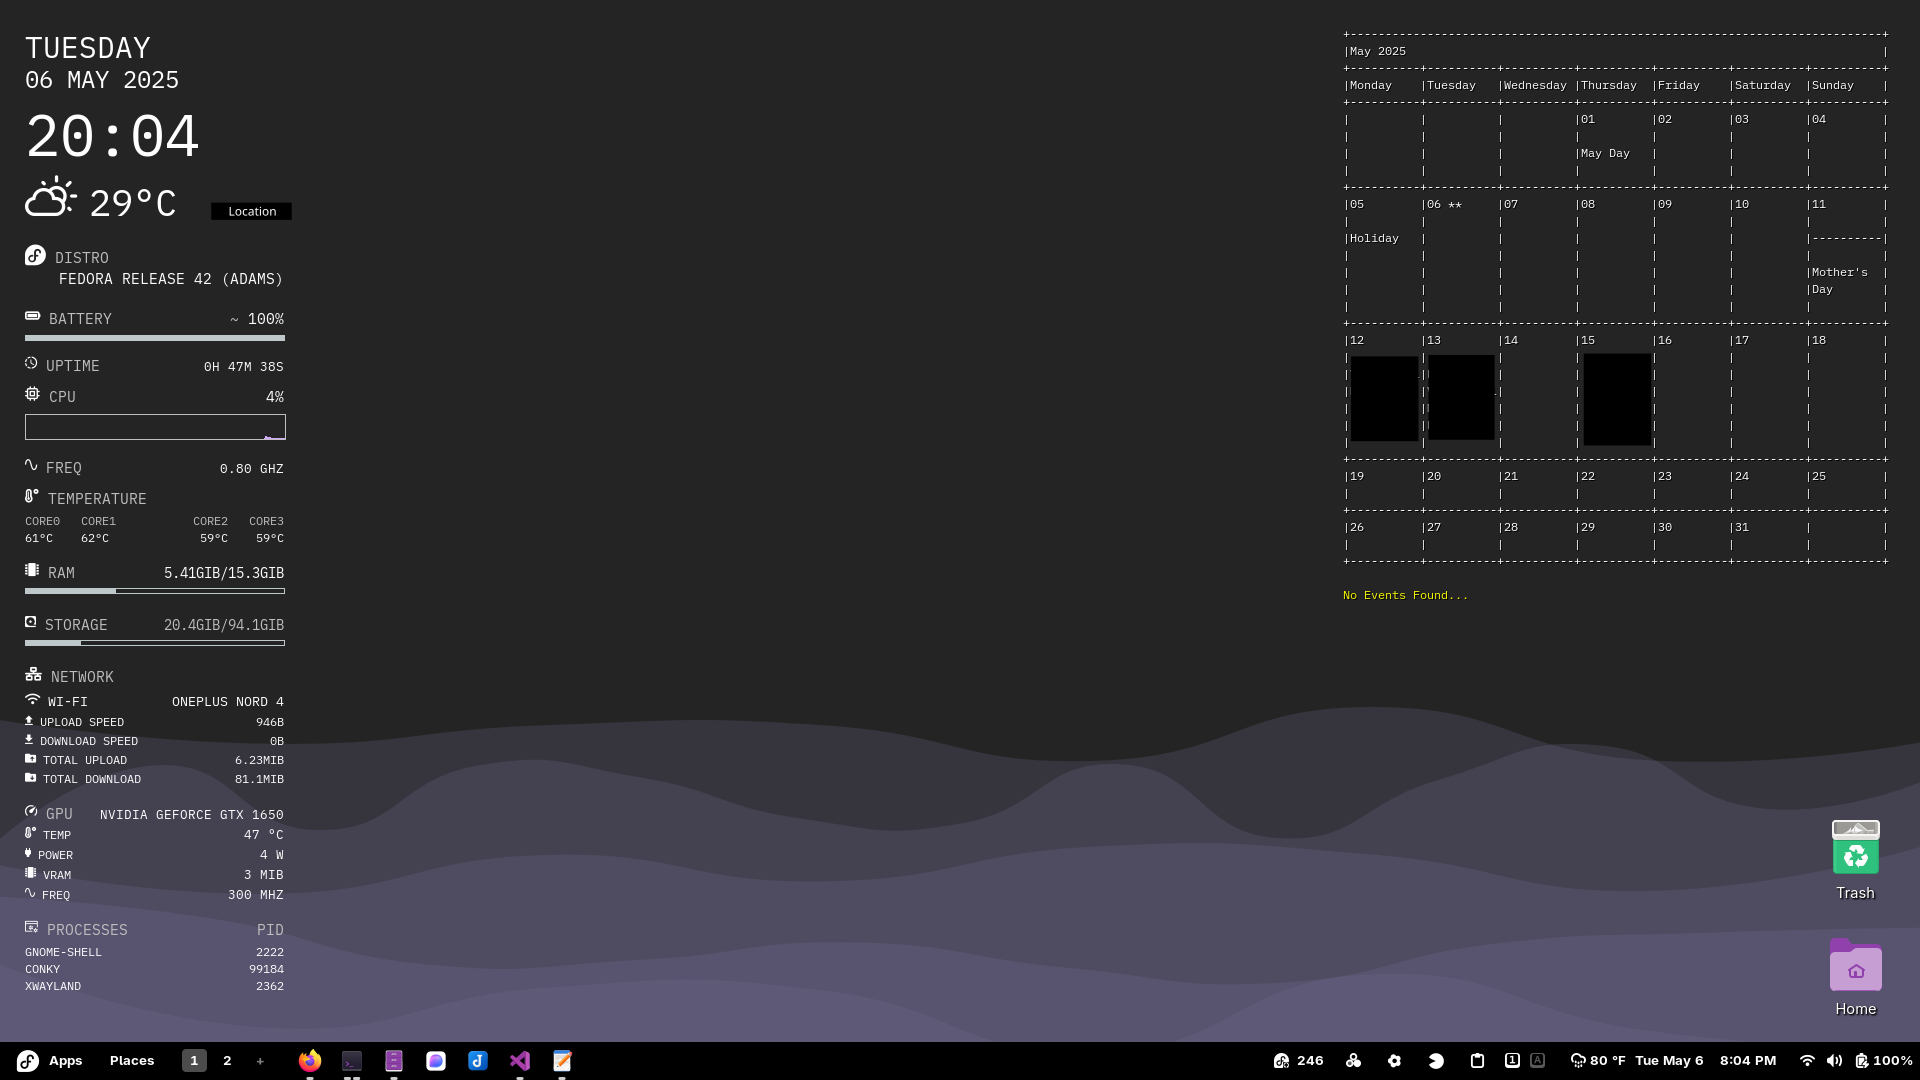 TUESDAY
06 MAY 2025
20:04
29°C
Location
DISTRO
FEDORA RELEASE 42 (ADAMS)
BATTERY ~ 100%
UPTIME 0H 47M 38S
CPU 4%
FREQ 0.80 GHZ
TEMPERATURE
CORE0 CORE1 CORE2 CORE3
61°C 62°C 59°C 59°C
RAM 5.41GIB/15.3GIB
STORAGE 20.4GIB/94.1GIB
NETWORK
WI-FI ONEPLUS NORD 4
UPLOAD SPEED 946B
DOWNLOAD SPEED 0B
TOTAL UPLOAD 6.23MIB
TOTAL DOWNLOAD 81.1MIB
GPU NVIDIA GEFORCE GTX 1650
TEMP 47 °C
POWER 4 W
VRAM 3 MIB
FREQ 300 MHZ
PROCESSES PID
GNOME-SHELL 2222
CONKY 99184
XWAYLAND 2362
May 2025
Monday Tuesday Wednesday Thursday Friday Saturday Sunday
01 02 03 04
May Day
05 06 ** 07 08 09 10 11
Holiday
Mother's
Day
12 13 14 15 16 17 18
19 20 21 22 23 24 25
26 27 28 29 30 31
No Events Found...
Trash
Home
Apps Places 1 2 + 246 1 A 80 °F Tue May 6 8:04 PM 100%